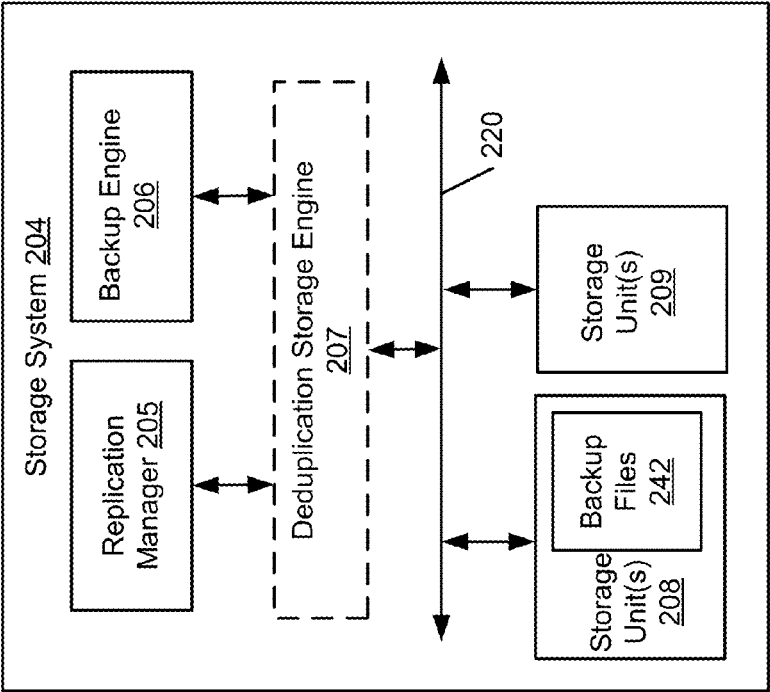 Storage System 204
Replication
Manager 205
Backup Engine
206
Deduplication Storage Engine
207
220
Storage
Unit(s)
208
Backup
Files
242
Storage
Unit(s)
209